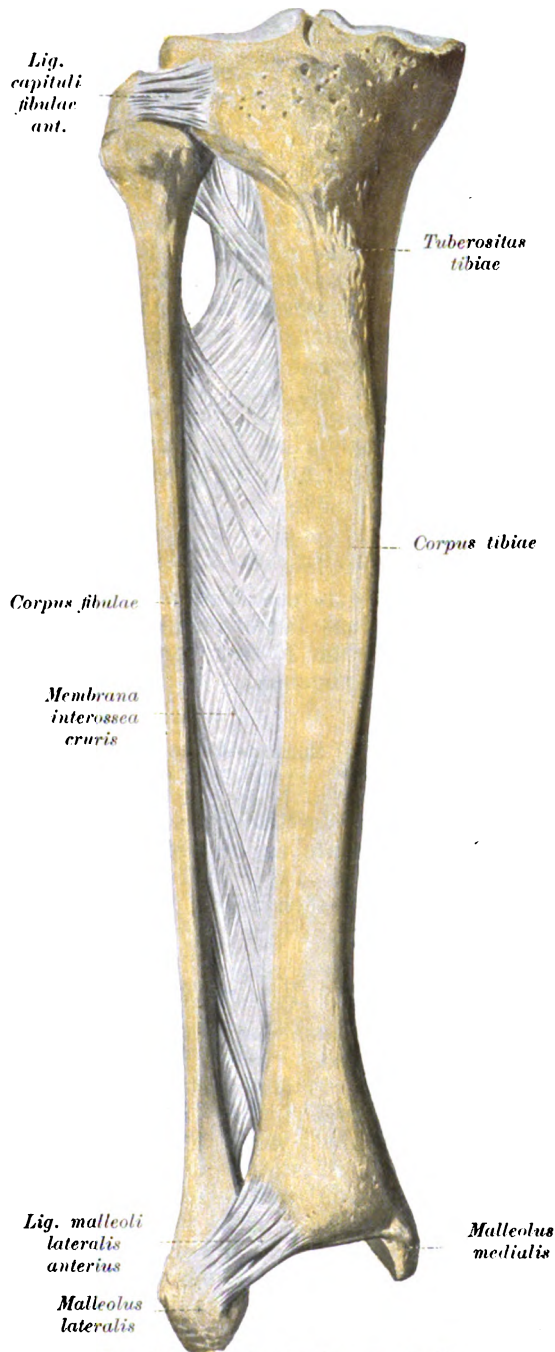 Lig.
capituli
fibulae
ant.
Tuberositas
tibiae
Corpus tibiae
Corpus fibulae
Membrana
interossea
cruris
Lig. malleoli
lateralis
anterius
Malleolus
medialis
Malleolus
lateralis